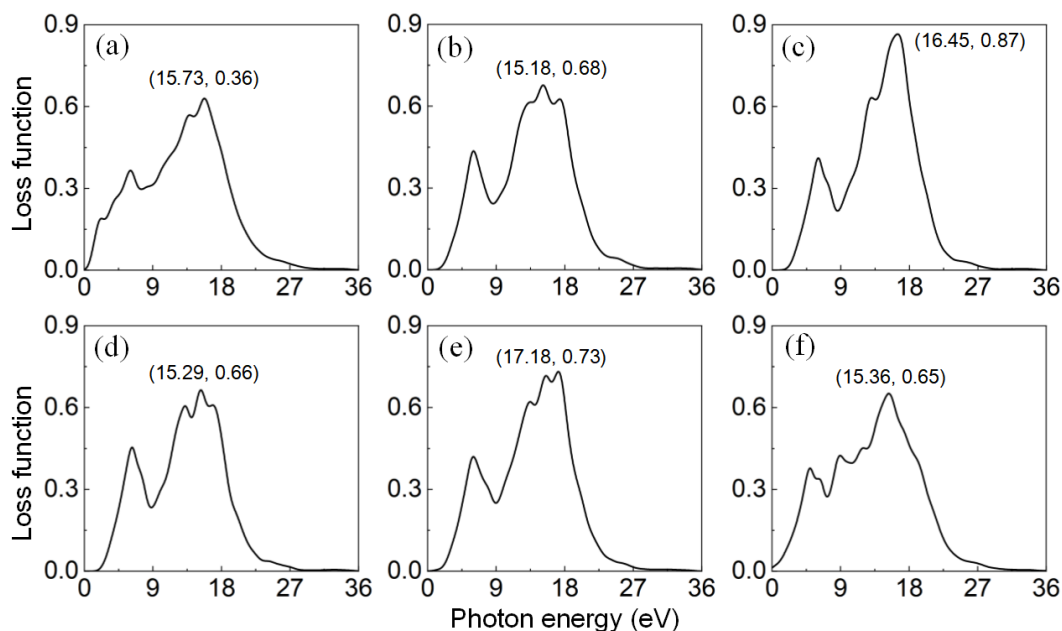 Loss function
0.9
0.6
0.3
0.0
(a)
(15.73, 0.36)
0 9 18 27 36
0.9
0.6
0.3
0.0
(b)
(15.18, 0.68)
0 9 18 27 36
0.9
0.6
0.3
0.0
(c)
(16.45, 0.87)
0 9 18 27 36
Loss function
0.9
0.6
0.3
0.0
(d)
(15.29, 0.66)
0 9 18 27 36
0.9
0.6
0.3
0.0
(e)
(17.18, 0.73)
0 9 18 27 36
0.9
0.6
0.3
0.0
(f)
(15.36, 0.65)
0 9 18 27 36
Photon energy (eV)